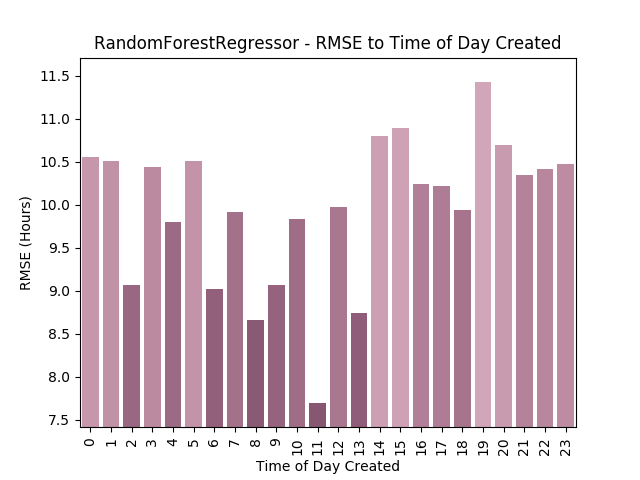 RandomForestRegressor - RMSE to Time of Day Created
11.5
11.0
10.5
10.0
9.5
9.0
8.5
8.0
7.5
RMSE (Hours)
0 1 2 3 4 5 6 7 8 9 10 11 12 13 14 15 16 17 18 19 20 21 22 23
Time of Day Created